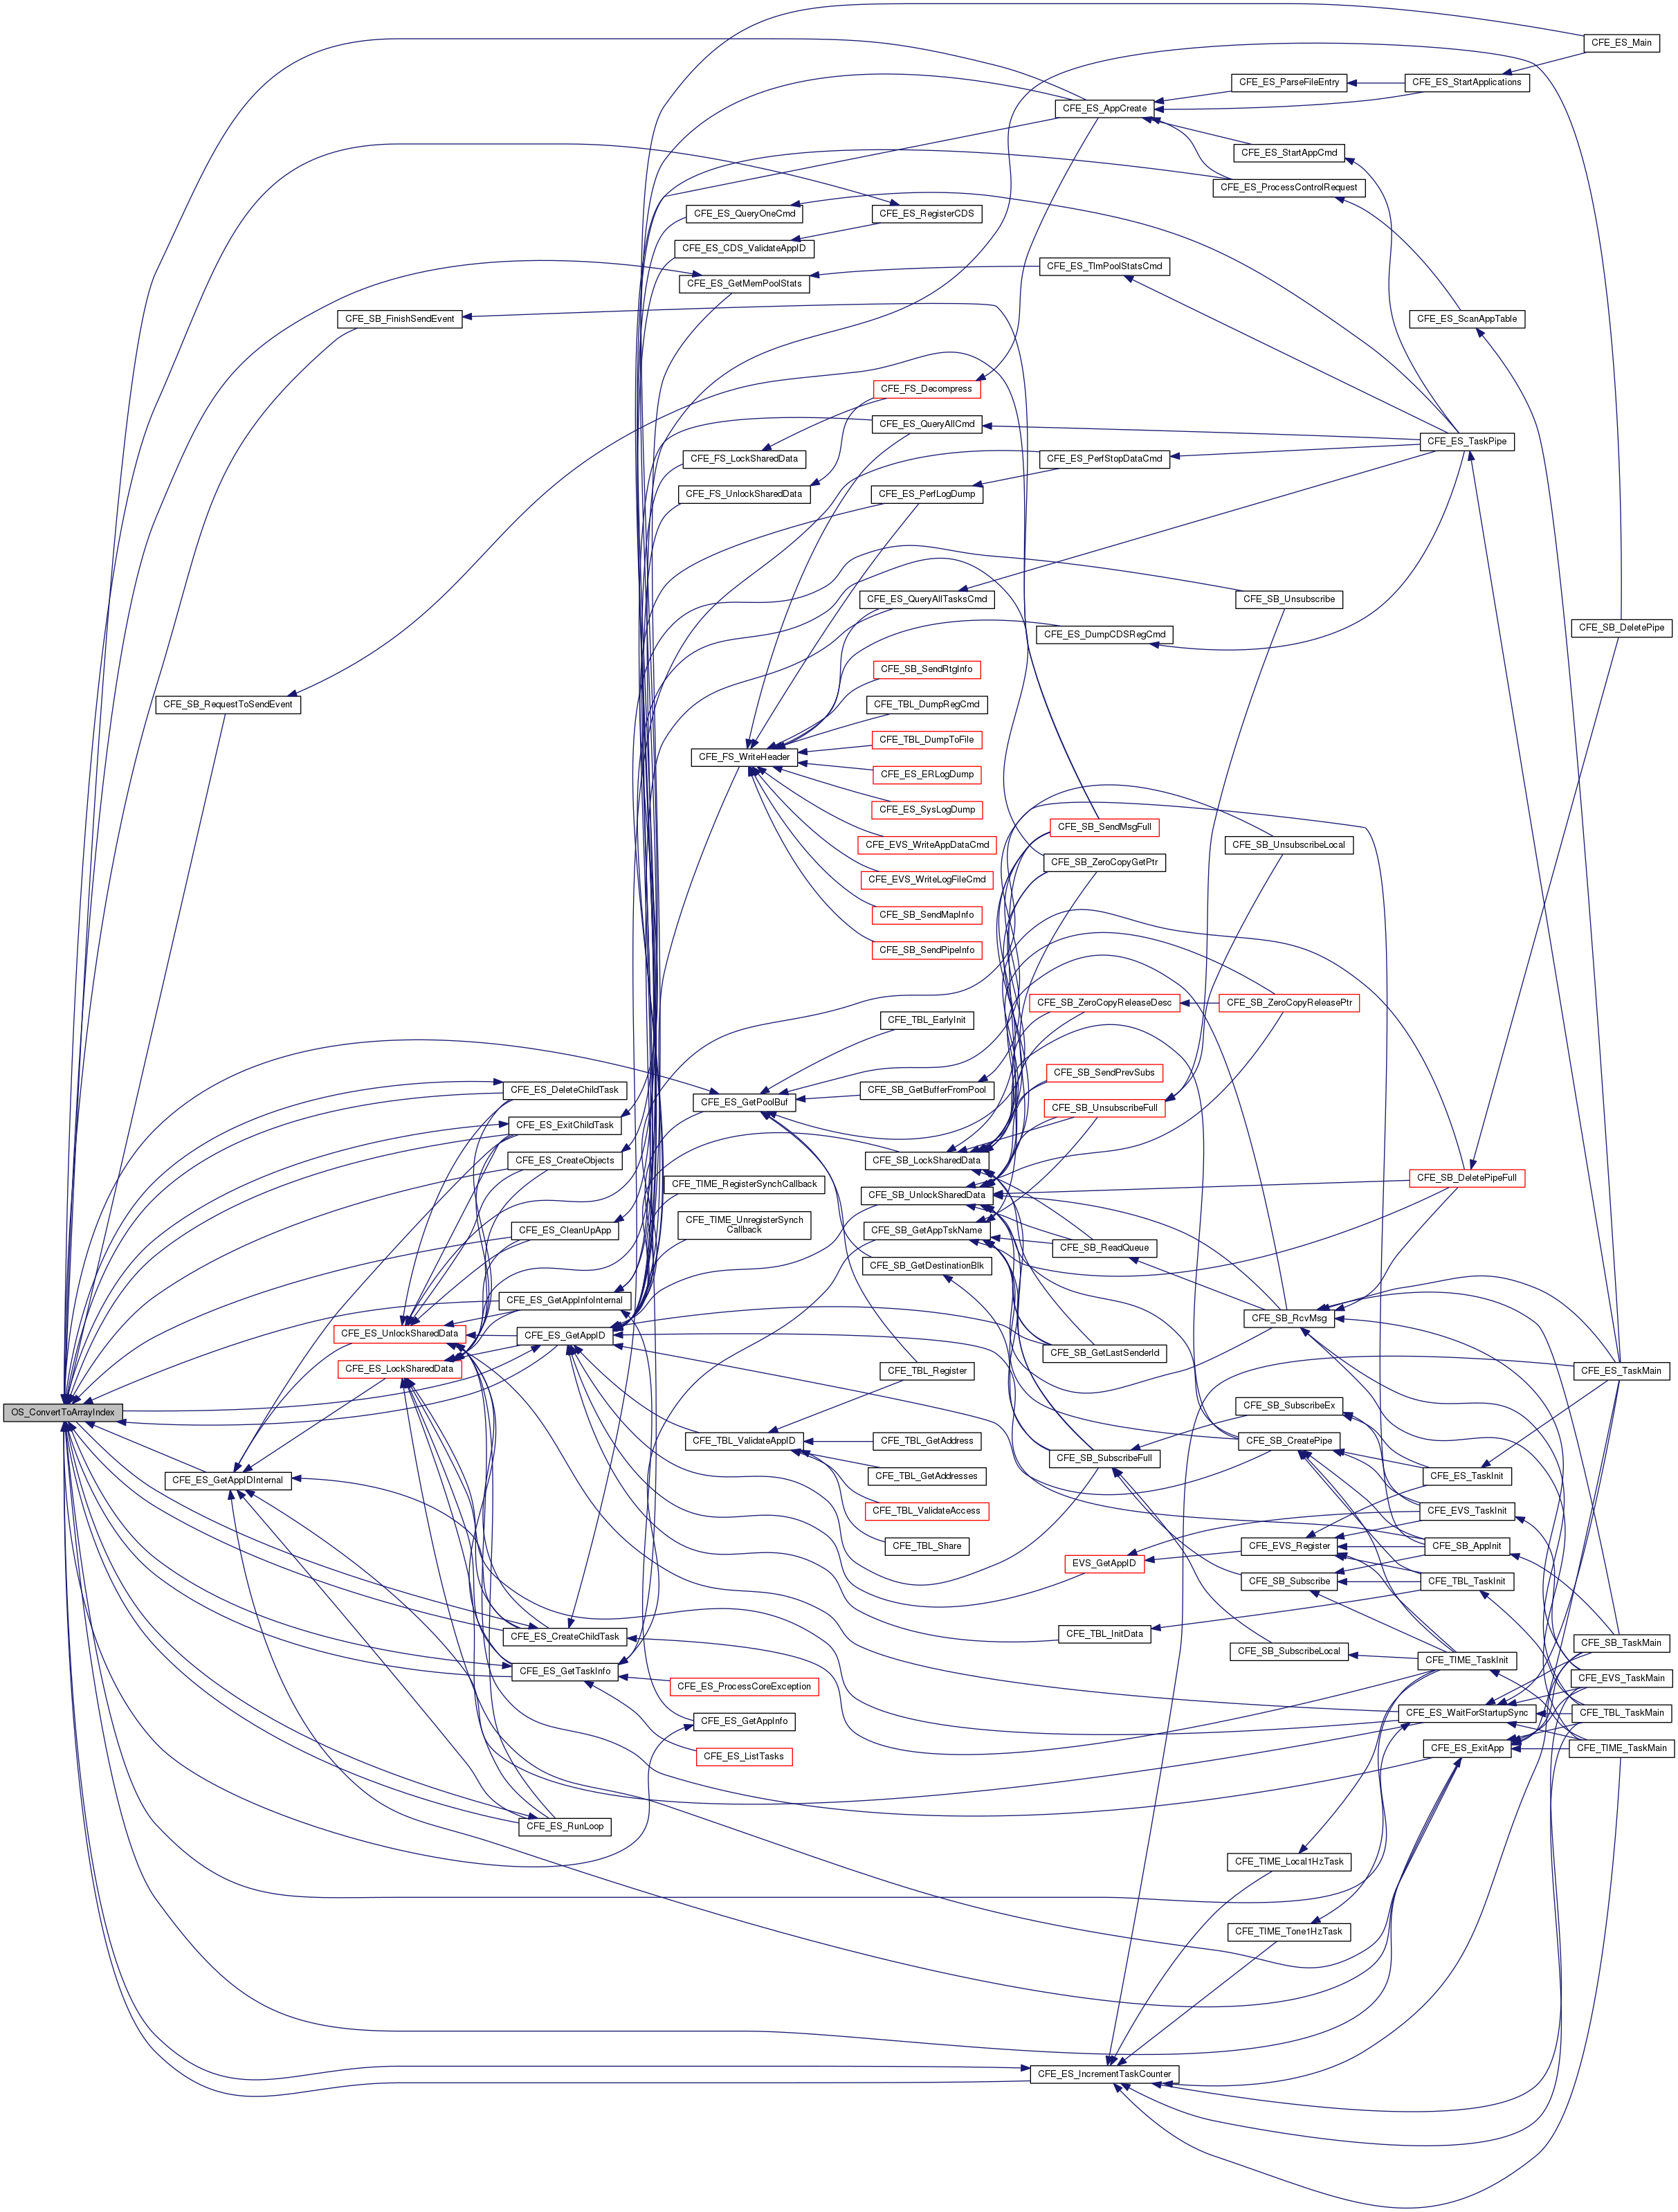 CFE_ES_Main
CFE_ES_ParseFileEntry
CFE_ES_StartApplications
CFE_ES_AppCreate
CFE_ES_StartAppCmd
CFE_ES_ProcessControlRequest
CFE_ES_QueryOneCmd
CFE_ES_RegisterCDS
CFE_ES_CDS_ValidateAppID
CFE_ES_TlmPoolStatsCmd
CFE_ES_GetMemPoolStats
CFE_SB_FinishSendEvent
CFE_ES_ScanAppTable
CFE_FS_Decompress
CFE_ES_QueryAllCmd
CFE_ES_TaskPipe
CFE_FS_LockSharedData
CFE_ES_PerfStopDataCmd
CFE_FS_UnlockSharedData
CFE_ES_PerfLogDump
CFE_ES_QueryAllTasksCmd
CFE_SB_Unsubscribe
CFE_SB_DeletePipe
CFE_ES_DumpCDSRegCmd
CFE_SB_SendRtgInfo
CFE_SB_RequestToSendEvent
CFE_TBL_DumpRegCmd
CFE_TBL_DumpToFile
CFE_FS_WriteHeader
CFE_ES_ERLogDump
CFE_ES_SysLogDump
CFE_SB_SendMsgFull
CFE_EVS_WriteAppDataCmd
CFE_SB_UnsubscribeLocal
CFE_SB_ZeroCopyGetPtr
CFE_EVS_WriteLogFileCmd
CFE_SB_SendMapInfo
CFE_SB_SendPipeInfo
CFE_SB_ZeroCopyReleaseDesc
CFE_SB_ZeroCopyReleasePtr
CFE_TBL_EarlyInit
CFE_SB_SendPrevSubs
CFE_ES_DeleteChildTask
CFE_SB_GetBufferFromPool
CFE_ES_GetPoolBuf
CFE_SB_UnsubscribeFull
CFE_ES_ExitChildTask
CFE_ES_CreateObjects
CFE_SB_LockSharedData
CFE_SB_DeletePipeFull
CFE_TIME_RegisterSynchCallback
CFE_SB_UnlockSharedData
CFE_TIME_UnregisterSynch
Callback
CFE_ES_CleanUpApp
CFE_SB_GetAppTskName
CFE_SB_ReadQueue
CFE_SB_GetDestinationBlk
CFE_ES_GetAppInfoInternal
CFE_SB_RcvMsg
CFE_ES_UnlockSharedData
CFE_ES_GetAppID
CFE_SB_GetLastSenderId
CFE_ES_LockSharedData
CFE_TBL_Register
CFE_ES_TaskMain
OS_ConvertToArrayIndex
CFE_SB_SubscribeEx
CFE_TBL_ValidateAppID
CFE_TBL_GetAddress
CFE_SB_CreatePipe
CFE_SB_SubscribeFull
CFE_ES_GetAppIDInternal
CFE_TBL_GetAddresses
CFE_ES_TaskInit
CFE_TBL_ValidateAccess
CFE_EVS_TaskInit
CFE_TBL_Share
CFE_EVS_Register
CFE_SB_AppInit
EVS_GetAppID
CFE_SB_Subscribe
CFE_TBL_TaskInit
CFE_ES_CreateChildTask
CFE_TBL_InitData
CFE_SB_SubscribeLocal
CFE_SB_TaskMain
CFE_TIME_TaskInit
CFE_ES_GetTaskInfo
CFE_ES_ProcessCoreException
CFE_EVS_TaskMain
CFE_ES_WaitForStartupSync
CFE_TBL_TaskMain
CFE_ES_GetAppInfo
CFE_ES_ExitApp
CFE_TIME_TaskMain
CFE_ES_ListTasks
CFE_ES_RunLoop
CFE_TIME_Local1HzTask
CFE_TIME_Tone1HzTask
CFE_ES_IncrementTaskCounter